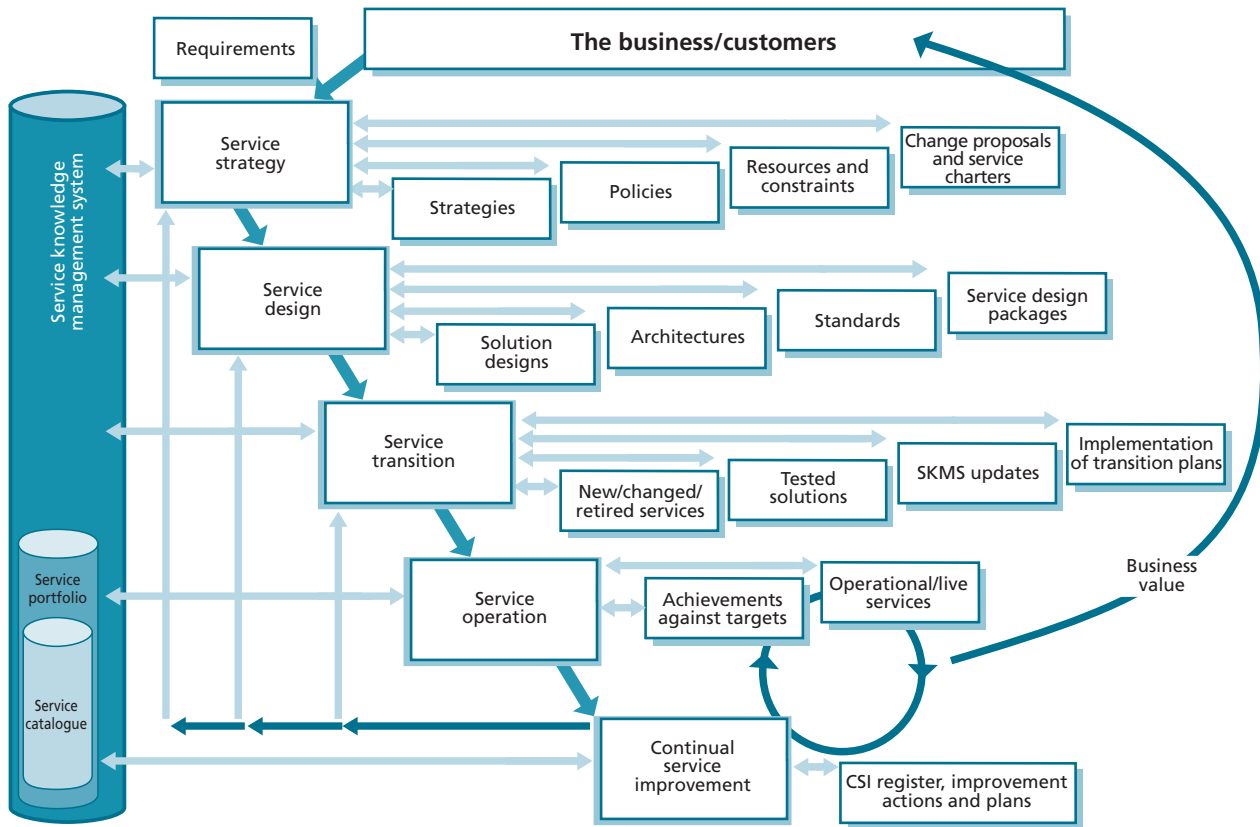 Requirements
The business/customers
Service knowledge
management system
Service
strategy
Strategies
Policies
Resources and
constraints
Change proposals
and service
charters
Service
design
Solution
designs
Architectures
Standards
Service design
packages
Service
transition
New/changed/
retired services
Tested
solutions
SKMS updates
Implementation
of transition plans
Service
portfolio
Service
catalogue
Service
operation
Achievements
against targets
Operational/live
services
Business
value
Continual
service
improvement
CSI register, improvement
actions and plans